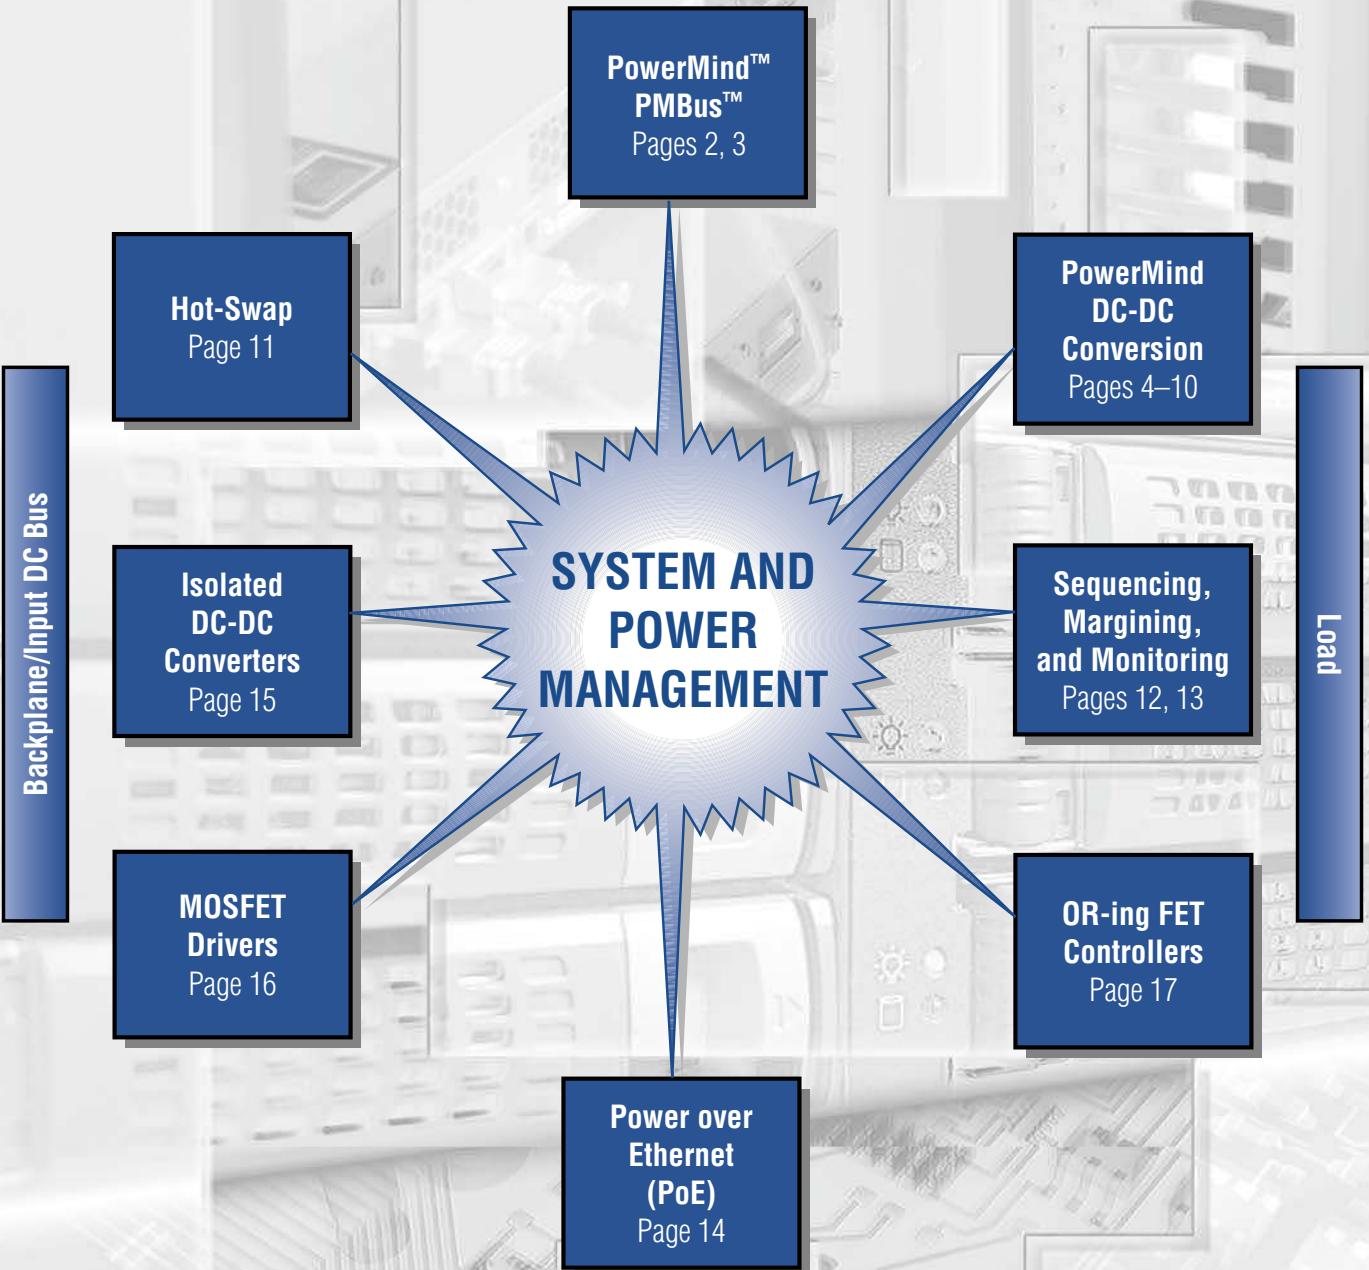 PowerMind™
PMBus™
Pages 2, 3
Hot-Swap
Page 11
PowerMind
DC-DC
Conversion
Pages 4–10
Backplane/Input DC Bus
Isolated
DC-DC
Converters
Page 15
SYSTEM AND
POWER
MANAGEMENT
Sequencing,
Margining,
and Monitoring
Pages 12, 13
Load
MOSFET
Drivers
Page 16
OR-ing FET
Controllers
Page 17
Power over
Ethernet
(PoE)
Page 14